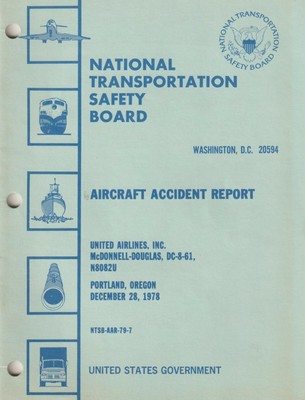 NATIONAL TRANSPORTATION
SAFETY BOARD
NATIONAL
TRANSPORTATION
SAFETY
BOARD
WASHINGTON, D.C. 20594
AIRCRAFT ACCIDENT REPORT
UNITED AIRLINES, INC.
McDONNELL-DOUGLAS, DC-8-61,
N8082U
PORTLAND, OREGON
DECEMBER 28, 1978
NTSB-AAR-79-7
UNITED STATES GOVERNMENT